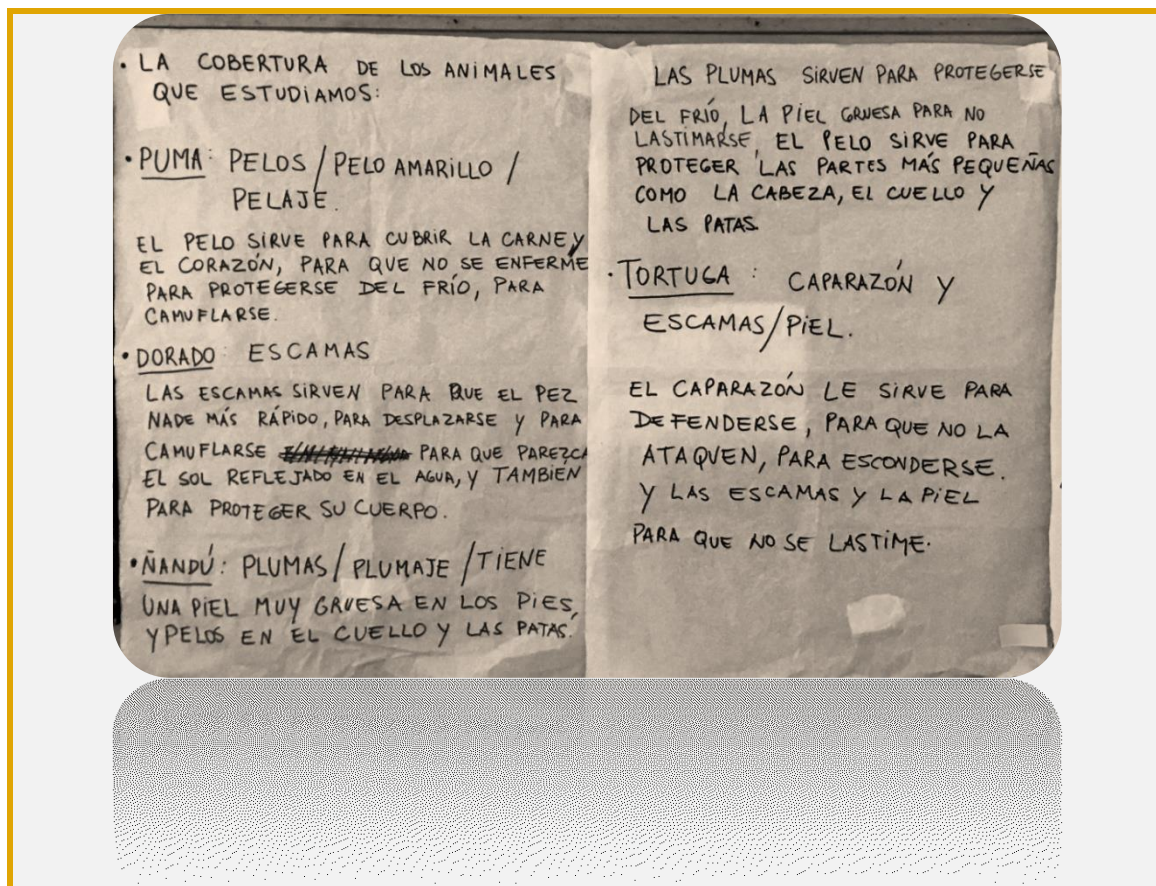 • LA COBERTURA DE LOS ANIMALES
QUE ESTUDIAMOS:
• PUMA: PELOS / PELO AMARILLO /
PELAJE.
EL PELO SIRVE PARA CUBRIR LA CARNE Y
EL CORAZÓN, PARA QUE NO SE ENFERME
PARA PROTEGERSE DEL FRÍO, PARA
CAMUFLARSE.
• DORADO: ESCAMAS
LAS ESCAMAS SIRVEN PARA QUE EL PEZ
NADE MÁS RÁPIDO, PARA DESPLAZARSE Y PARA
CAMUFLARSE PARA QUE PAREZCA
EL SOL REFLEJADO EN EL AGUA, Y TAMBIEN
PARA PROTEGER SU CUERPO.
• ÑANDÚ: PLUMAS / PLUMAJE / TIENE
UNA PIEL MUY GRUESA EN LOS PIES,
Y PELOS EN EL CUELLO Y LAS PATAS.
LAS PLUMAS SIRVEN PARA PROTEGERSE
DEL FRÍO, LA PIEL GRUESA PARA NO
LASTIMARSE, EL PELO SIRVE PARA
PROTEGER LAS PARTES MÁS PEQUEÑAS
COMO LA CABEZA, EL CUELLO Y
LAS PATAS.
• TORTUGA: CAPARAZÓN Y
ESCAMAS/PIEL.
EL CAPARAZÓN LE SIRVE PARA
DEFENDERSE, PARA QUE NO LA
ATAQUEN, PARA ESCONDERSE.
Y LAS ESCAMAS Y LA PIEL
PARA QUE NO SE LASTIME.